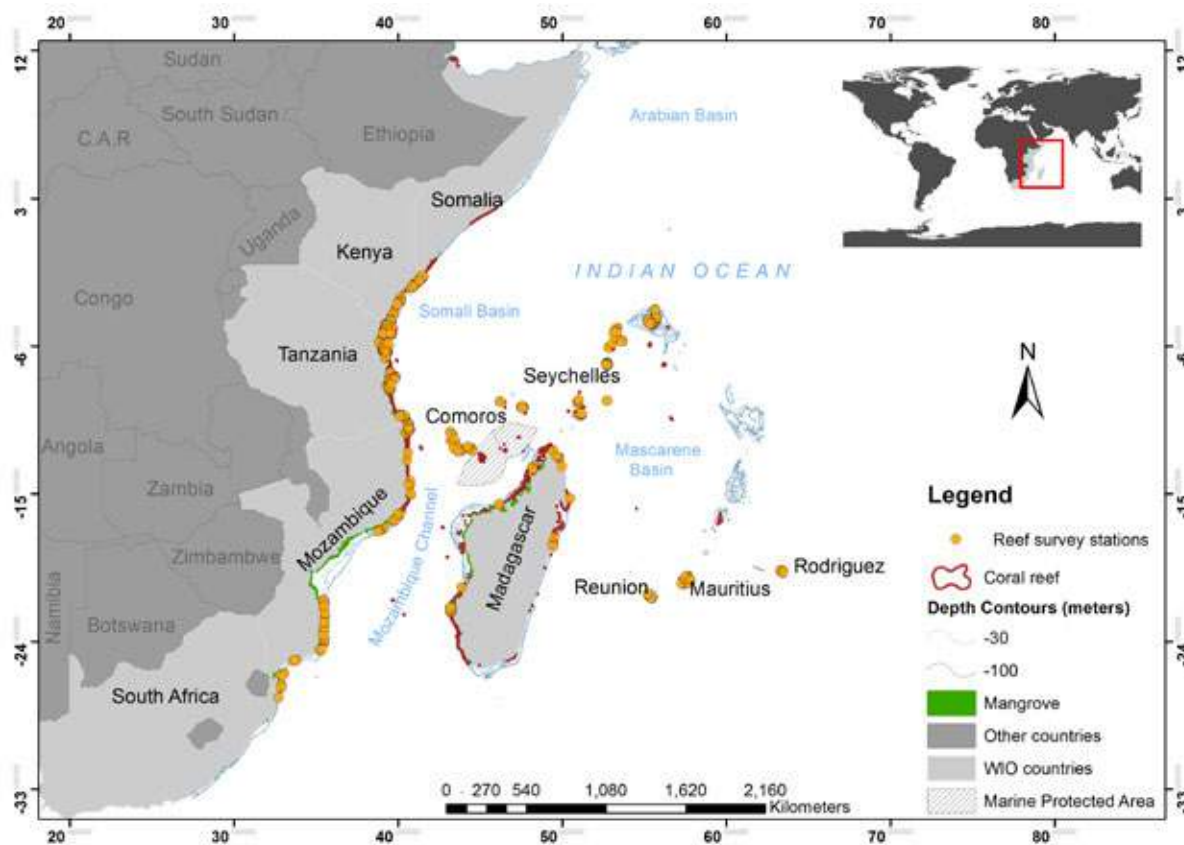 20
30
40
50
60
70
80
12
3
-6
-15
-24
-33
12
3
-6
-15
-24
-33
Sudan
South Sudan
C.A.R
Ethiopia
Arabian Basin
Somalia
Uganda
Kenya
INDIAN OCEAN
Congo
Somali Basin
Tanzania
Seychelles
Comoros
Angola
Mascarene
Basin
Zambia
Mozambique
Mozambique Channel
Madagascar
Zimbambwe
Reunion
Mauritius
Rodriguez
Namibia
Botswana
South Africa
N
Legend
Reef survey stations
Coral reef
Depth Contours (meters)
-30
-100
Mangrove
Other countries
WIO countries
Marine Protected Area
0 270 540 1,080 1,620 2,160
Kilometers
20
30
40
50
60
70
80